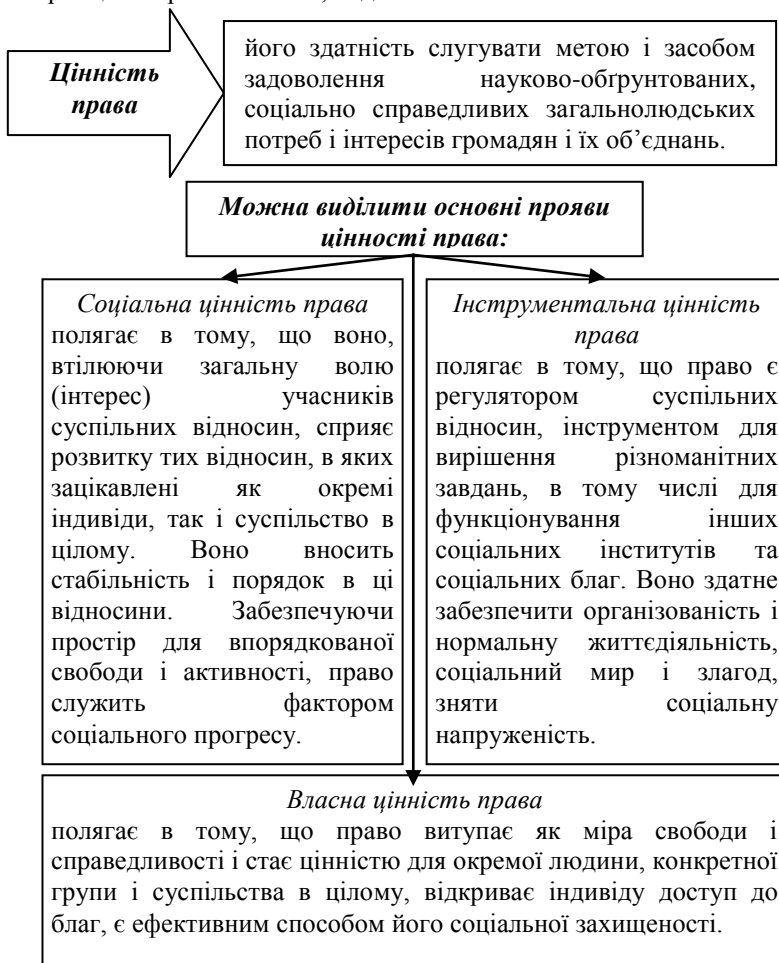 Цінність
права
його здатність слугувати метою і засобом
задоволення науково-обґрунтованих,
соціально справедливих загальнолюдських
потреб і інтересів громадян і їх об’єднань.
Можна виділити основні прояви
цінності права:
Соціальна цінність права
полягає в тому, що воно,
втілюючи загальну волю
(інтерес) учасників
суспільних відносин, сприяє
розвитку тих відносин, в яких
зацікавлені як окремі
індивіди, так і суспільство в
цілому. Воно вносить
стабільність і порядок в ці
відносини. Забезпечуючи
простір для впорядкованої
свободи і активності, право
служить фактором
соціального прогресу.
Інструментальна цінність
права
полягає в тому, що право є
регулятором суспільних
відносин, інструментом для
вирішення різноманітних
завдань, в тому числі для
функціонування інших
соціальних інститутів та
соціальних благ. Воно здатне
забезпечити організованість і
нормальну життєдіяльність,
соціальний мир і злагод,
зняти соціальну
напруженість.
Власна цінність права
полягає в тому, що право витупає як міра свободи і
справедливості і стає цінністю для окремої людини, конкретної
групи і суспільства в цілому, відкриває індивіду доступ до
благ, є ефективним способом його соціальної захищеності.